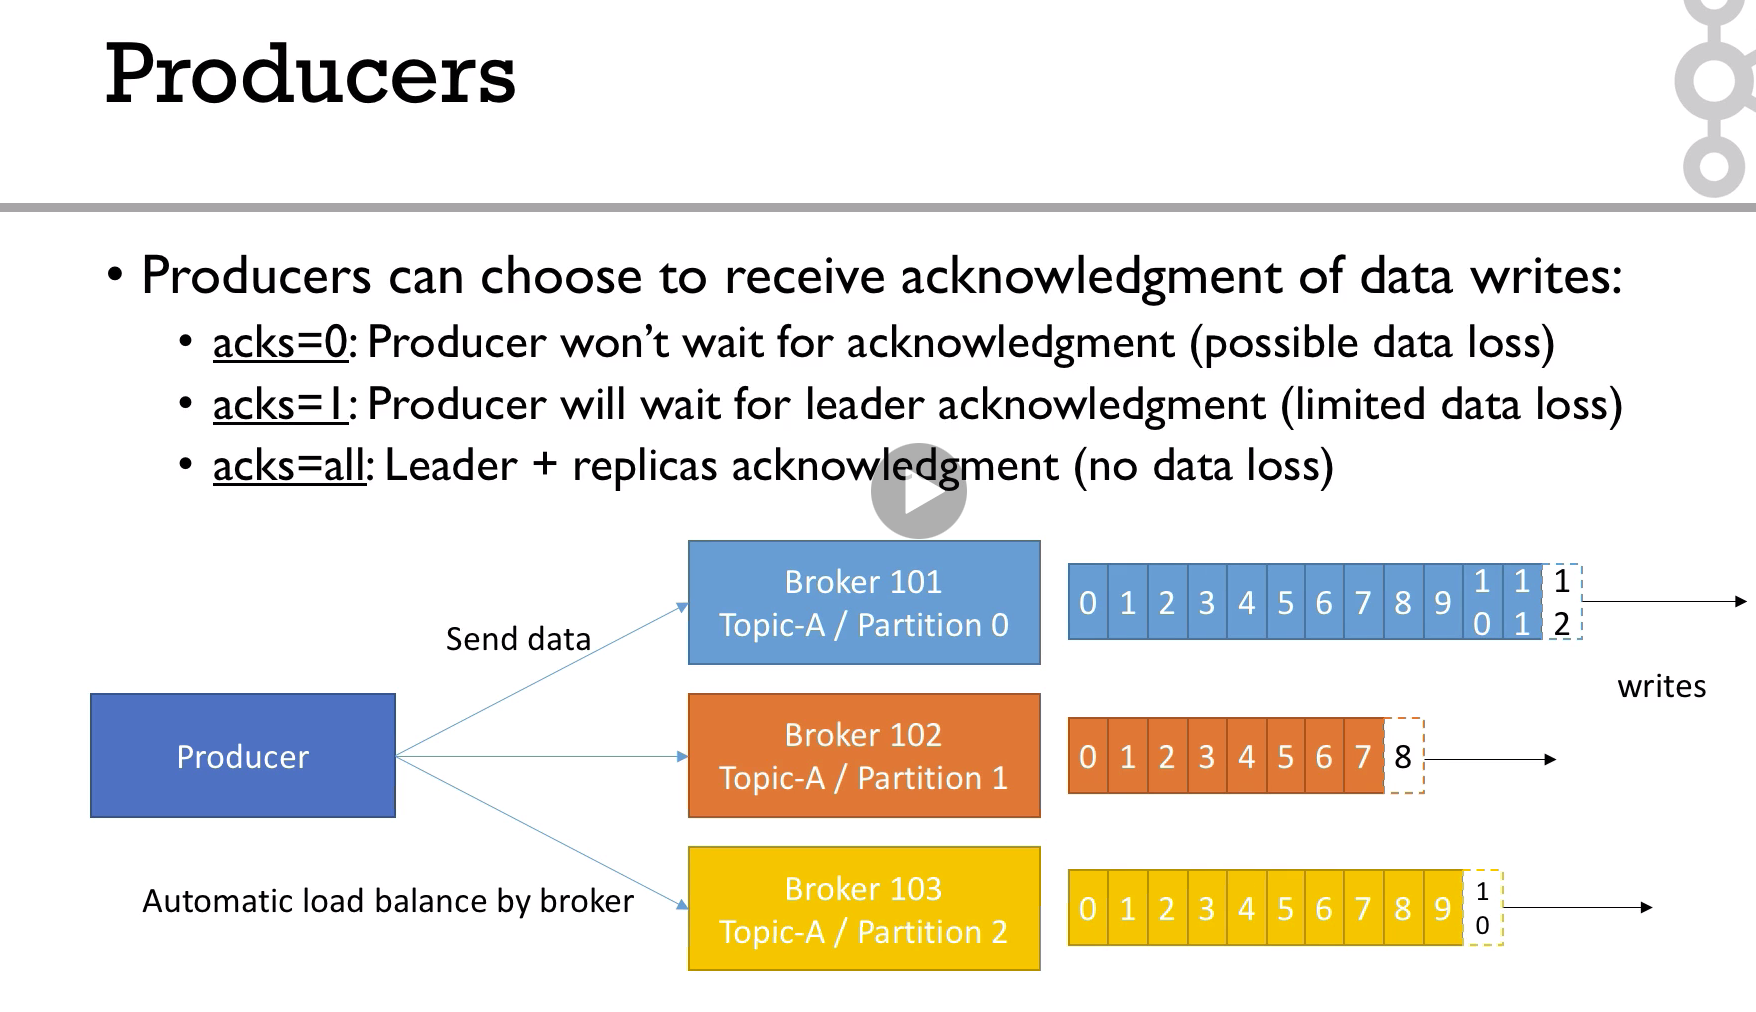 Producers
• Producers can choose to receive acknowledgment of data writes:
• acks=0: Producer won't wait for acknowledgment (possible data loss)
• acks=1: Producer will wait for leader acknowledgment (limited data loss)
• acks=all: Leader + replicas acknowledgment (no data loss)
Broker 101
Topic-A / Partition 0
0 1 2 3 4 5 6 7 8 9 10 11 12
Send data
writes
Producer
Broker 102
Topic-A / Partition 1
0 1 2 3 4 5 6 7 8
Automatic load balance by broker
Broker 103
Topic-A / Partition 2
0 1 2 3 4 5 6 7 8 9 10